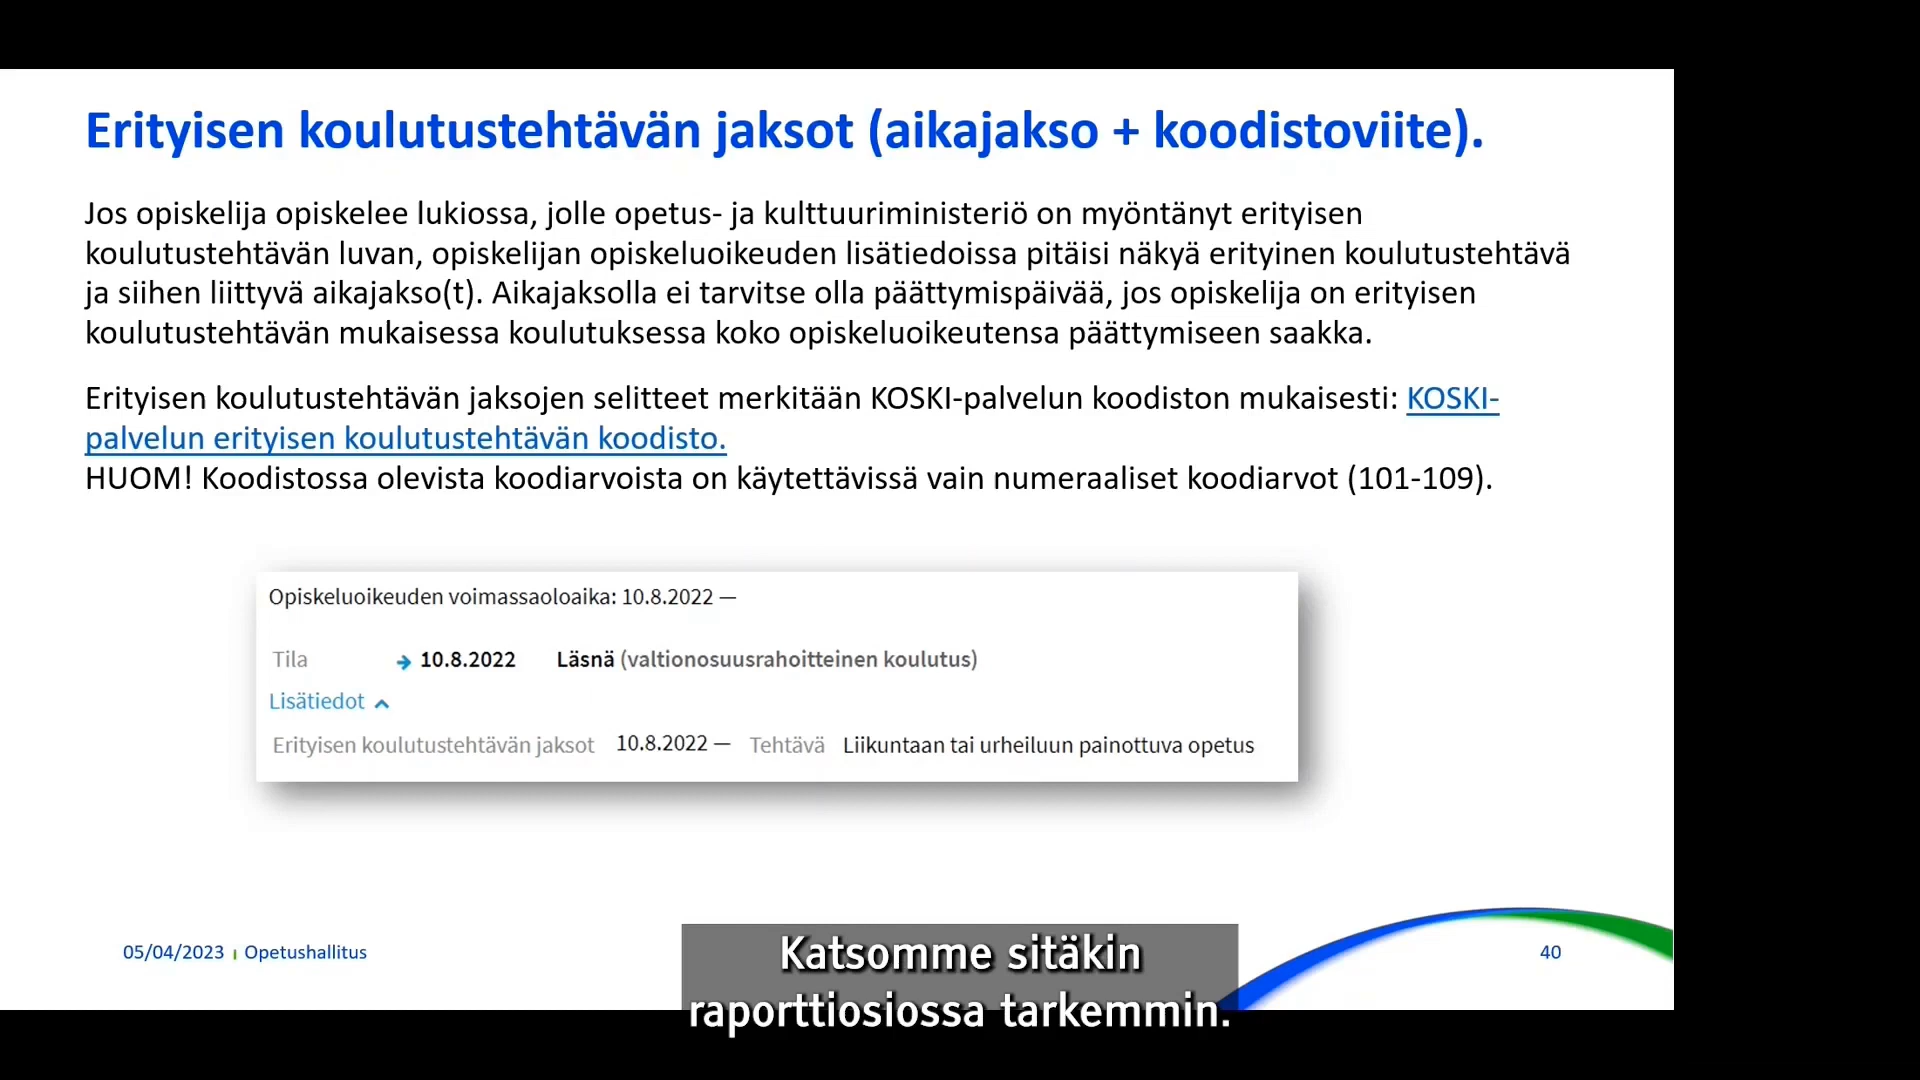 Erityisen koulutustehtävän jaksot (aikajakso + koodistoviite).
Jos opiskelija opiskelee lukiossa, jolle opetus- ja kulttuuriministeriö on myöntänyt erityisen
koulutustehtävän luvan, opiskelijan opiskeluoikeuden lisätiedoissa pitäisi näkyä erityinen koulutustehtävä
ja siihen liittyvä aikajakso(t). Aikajaksolla ei tarvitse olla päättymispäivää, jos opiskelija on erityisen
koulutustehtävän mukaisessa koulutuksessa koko opiskeluoikeutensa päättymiseen saakka.
Erityisen koulutustehtävän jaksojen selitteet merkitään KOSKI-palvelun koodiston mukaisesti: KOSKI-
palvelun erityisen koulutustehtävän koodisto.
HUOM! Koodistossa olevista koodiarvoista on käytettävissä vain numeraaliset koodiarvot (101-109).
Opiskeluoikeuden voimassaoloaika: 10.8.2022 —
Tila 10.8.2022 Läsnä (valtionosuusrahoitteinen koulutus)
Lisätiedot
Erityisen koulutustehtävän jaksot 10.8.2022 — Tehtävä Liikuntaan tai urheiluun painottuva opetus
05/04/2023 Opetushallitus 40
Katsomme sitäkin
raporttiosiossa tarkemmin.